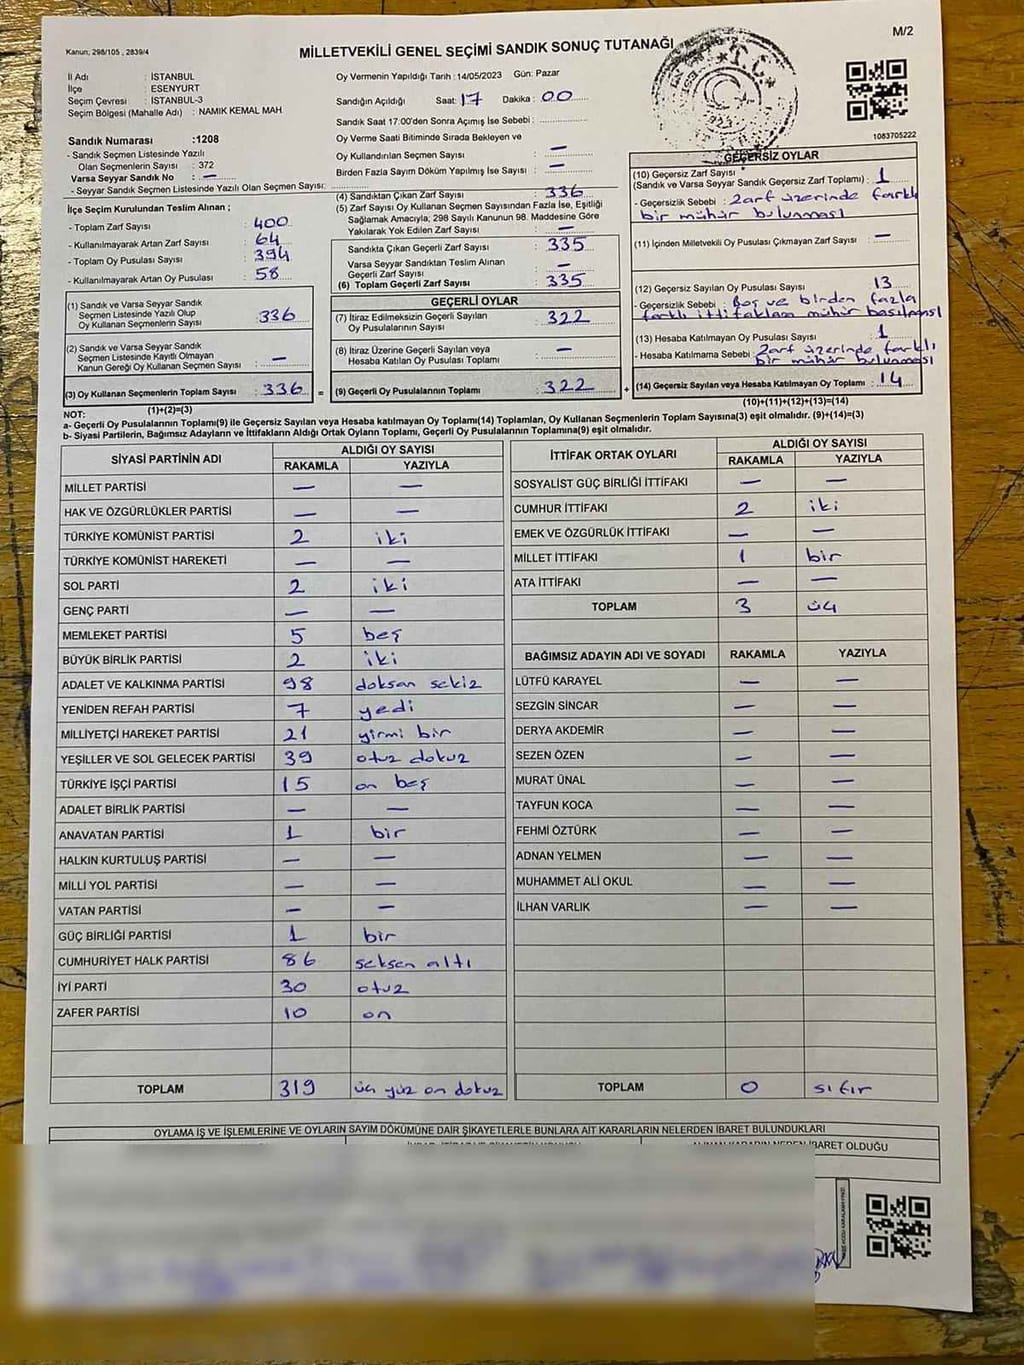 Kanun; 298/105 , 2839/4
MİLLETVEKİLİ GENEL SEÇİMİ SANDIK SONUÇ TUTANAĞI
M/2
İl Adı : İSTANBUL
İlçe : ESENYURT
Seçim Çevresi : İSTANBUL-3
Seçim Bölgesi (Mahalle Adı) : NAMIK KEMAL MAH
Sandık Numarası :1208
- Sandık Seçmen Listesinde Yazılı
Olan Seçmenlerin Sayısı : 372
Varsa Seyyar Sandık No : —
- Seyyar Sandık Seçmen Listesinde Yazılı Olan Seçmen Sayısı:
İlçe Seçim Kurulundan Teslim Alınan ;
- Toplam Zarf Sayısı : 400
- Kullanılmayarak Artan Zarf Sayısı : 64
- Toplam Oy Pusulası Sayısı : 394
- Kullanılmayarak Artan Oy Pusulası : 58
(1) Sandık ve Varsa Seyyar Sandık
Seçmen Listesinde Yazılı Olup
Oy Kullanan Seçmenlerin Sayısı : 336
(2) Sandık ve Varsa Seyyar Sandık
Seçmen Listesinde Kayıtlı Olmayan
Kanun Gereği Oy Kullanan Seçmen Sayısı : —
(3) Oy Kullanan Seçmenlerin Toplam Sayısı : 336 =
(1)+(2)=(3)
Oy Vermenin Yapıldığı Tarih : 14/05/2023 Gün: Pazar
Sandığın Açıldığı Saat: 17 Dakika : 00
Sandık Saat 17:00'den Sonra Açımış İse Sebebi :
Oy Verme Saati Bitiminde Sırada Bekleyen ve
Oy Kullandırılan Seçmen Sayısı : —
Birden Fazla Sayım Döküm Yapılmış İse Sayısı : —
(4) Sandıktan Çıkan Zarf Sayısı : 336
(5) Zarf Sayısı Oy Kullanan Seçmen Sayısından Fazla İse, Eşitliği
Sağlamak Amacıyla; 298 Sayılı Kanunun 98. Maddesine Göre
Yakılarak Yok Edilen Zarf Sayısı : —
Sandıkta Çıkan Geçerli Zarf Sayısı : 335
Varsa Seyyar Sandıktan Teslim Alınan
Geçerli Zarf Sayısı : —
(6) Toplam Geçerli Zarf Sayısı : 335
GEÇERLİ OYLAR
(7) İtiraz Edilmeksizin Geçerli Sayılan
Oy Pusulalarının Sayısı : 322
(8) İtiraz Üzerine Geçerli Sayılan veya
Hesaba Katılan Oy Pusulası Toplamı : —
(9) Geçerli Oy Pusulalarının Toplamı : 322 +
1083705222
GEÇERSİZ OYLAR
(10) Geçersiz Zarf Sayısı
(Sandık ve Varsa Seyyar Sandık Geçersiz Zarf Toplamı) : 1
- Geçersizlik Sebebi : Zarf üzerinde farklı
bir mühür bulunması
(11) İçinden Milletvekili Oy Pusulası Çıkmayan Zarf Sayısı : —
(12) Geçersiz Sayılan Oy Pusulası Sayısı : 13
- Geçersizlik Sebebi : Boş ve birden fazla
farklı ittifaklara mühür basılması
(13) Hesaba Katılmayan Oy Pusulası Sayısı : 1
- Hesaba Katılmama Sebebi : Zarf üzerinde farklı
bir mühür bulunması
(14) Geçersiz Sayılan veya Hesaba Katılmayan Oy Toplamı : 14
(10)+(11)+(12)+(13)=(14)
NOT:
a- Geçerli Oy Pusulaları Toplamı(9) ile Geçersiz Sayılan veya Hesaba katılmayan Oy Toplamı(14) Toplamları, Oy Kullanan Seçmenlerin Toplam Sayısına(3) eşit olmalıdır. (9)+(14)=(3)
b- Siyasi Partilerin, Bağımsız Adayların ve İttifakların Aldığı Ortak Oyların Toplamı, Geçerli Oy Pusulalarının Toplamına(9) eşit olmalıdır.
SİYASİ PARTİNİN ADI ALDIĞI OY SAYISI
RAKAMLA YAZIYLA
MİLLET PARTİSİ — —
HAK VE ÖZGÜRLÜKLER PARTİSİ — —
TÜRKİYE KOMÜNİST PARTİSİ 2 iki
TÜRKİYE KOMÜNİST HAREKETİ — —
SOL PARTİ 2 iki
GENÇ PARTİ — —
MEMLEKET PARTİSİ 5 beş
BÜYÜK BİRLİK PARTİSİ 2 iki
ADALET VE KALKINMA PARTİSİ 98 doksan sekiz
YENİDEN REFAH PARTİSİ 7 yedi
MİLLİYETÇİ HAREKET PARTİSİ 21 yirmi bir
YEŞİLLER VE SOL GELECEK PARTİSİ 39 otuz dokuz
TÜRKİYE İŞÇİ PARTİSİ 15 on beş
ADALET BİRLİK PARTİSİ — —
ANAVATAN PARTİSİ 1 bir
HALKIN KURTULUŞ PARTİSİ — —
MİLLİ YOL PARTİSİ — —
VATAN PARTİSİ — —
GÜÇ BİRLİĞİ PARTİSİ 1 bir
CUMHURİYET HALK PARTİSİ 86 seksen altı
İYİ PARTİ 30 otuz
ZAFER PARTİSİ 10 on
TOPLAM 319 üç yüz on dokuz
İTTİFAK ORTAK OYLARI ALDIĞI OY SAYISI
RAKAMLA YAZIYLA
SOSYALİST GÜÇ BİRLİĞİ İTTİFAKI — —
CUMHUR İTTİFAKI 2 iki
EMEK VE ÖZGÜRLÜK İTTİFAKI — —
MİLLET İTTİFAKI 1 bir
ATA İTTİFAKI — —
TOPLAM 3 üç
BAĞIMSIZ ADAYIN ADI VE SOYADI RAKAMLA YAZIYLA
LÜTFÜ KARAYEL — —
SEZGİN SİNCAR — —
DERYA AKDEMİR — —
SEZEN ÖZEN — —
MURAT ÜNAL — —
TAYFUN KOCA — —
FEHMİ ÖZTÜRK — —
ADNAN YELMEN — —
MUHAMMET ALİ OKUL — —
İLHAN VARLIK — —
TOPLAM 0 sıfır
OYLAMA İŞ VE İŞLEMLERİNE VE OYLARIN SAYIM DÖKÜMÜNE DAİR ŞİKAYETLERLE BUNLARA AİT KARARLARIN NELERDEN İBARET BULUNDUKLARI
ALINAN KARARIN NEDEN İBARET OLDUĞU